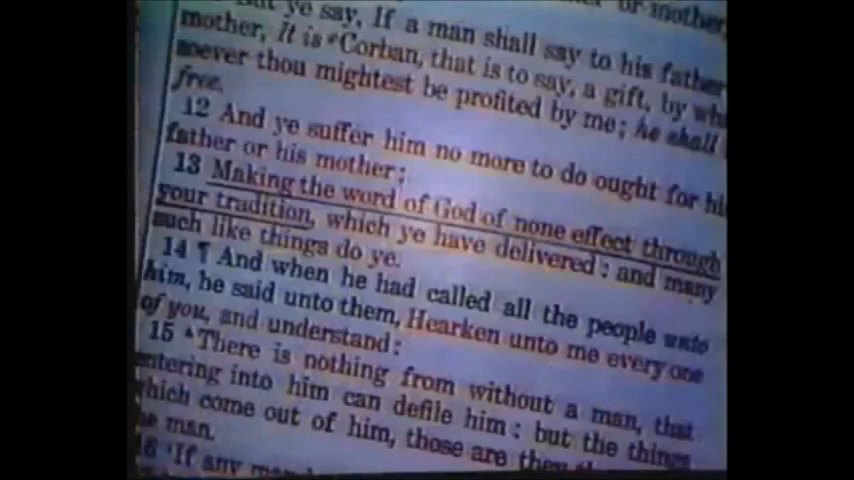 or mother,
ye say, If a man shall say to his father
mother, It is Corban, that is to say, a gift, by
soever thou mightest be profited by me; he shall
free.
12 And ye suffer him no more to do ought for his
father or his mother;
13 Making the word of God of none effect through
your tradition, which ye have delivered: and many
such like things do ye.
14 ¶ And when he had called all the people unto
him, he said unto them, Hearken unto me every one
of you, and understand:
15 There is nothing from without a man, that
entering into him can defile him: but the things
which come out of him, those are they
the man.
16 If any man